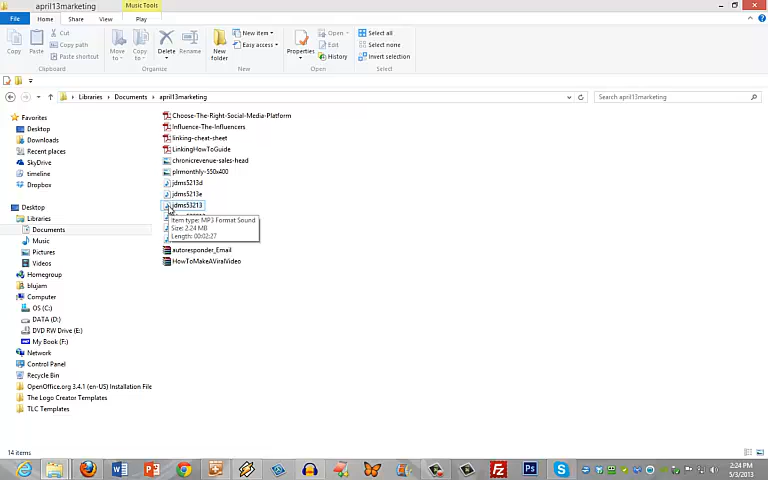 april13marketing
Music Tools
File
Home
Share
View
Play
Copy
Paste
Cut
Copy path
Paste shortcut
Clipboard
Move to
Copy to
Delete
Rename
Organize
New folder
New item
Easy access
New
Properties
Open
Edit
History
Open
Select all
Select none
Invert selection
Select
Libraries
Documents
april13marketing
Search april13marketing
Favorites
Desktop
Downloads
Recent places
SkyDrive
timeline
Dropbox
Desktop
Libraries
Documents
Music
Pictures
Videos
Homegroup
blujam
Computer
OS (C:)
DATA (D:)
DVD RW Drive (E:)
My Book (F:)
Network
Control Panel
Recycle Bin
OpenOffice.org 3.4.1 (en-US) Installation File
The Logo Creator Templates
TLC Templates
Choose-The-Right-Social-Media-Platform
Influence-The-Influencers
linking-cheat-sheet
LinkingHowToGuide
chronicrevenue-sales-head
plrmonthly-550x400
jdms5213d
jdms5213e
jdms53213
Item type: MP3 Format Sound
Size: 2.24 MB
Length: 00:02:27
autoresponder_Email
HowToMakeAViralVideo
14 items
2:24 PM
5/3/2013